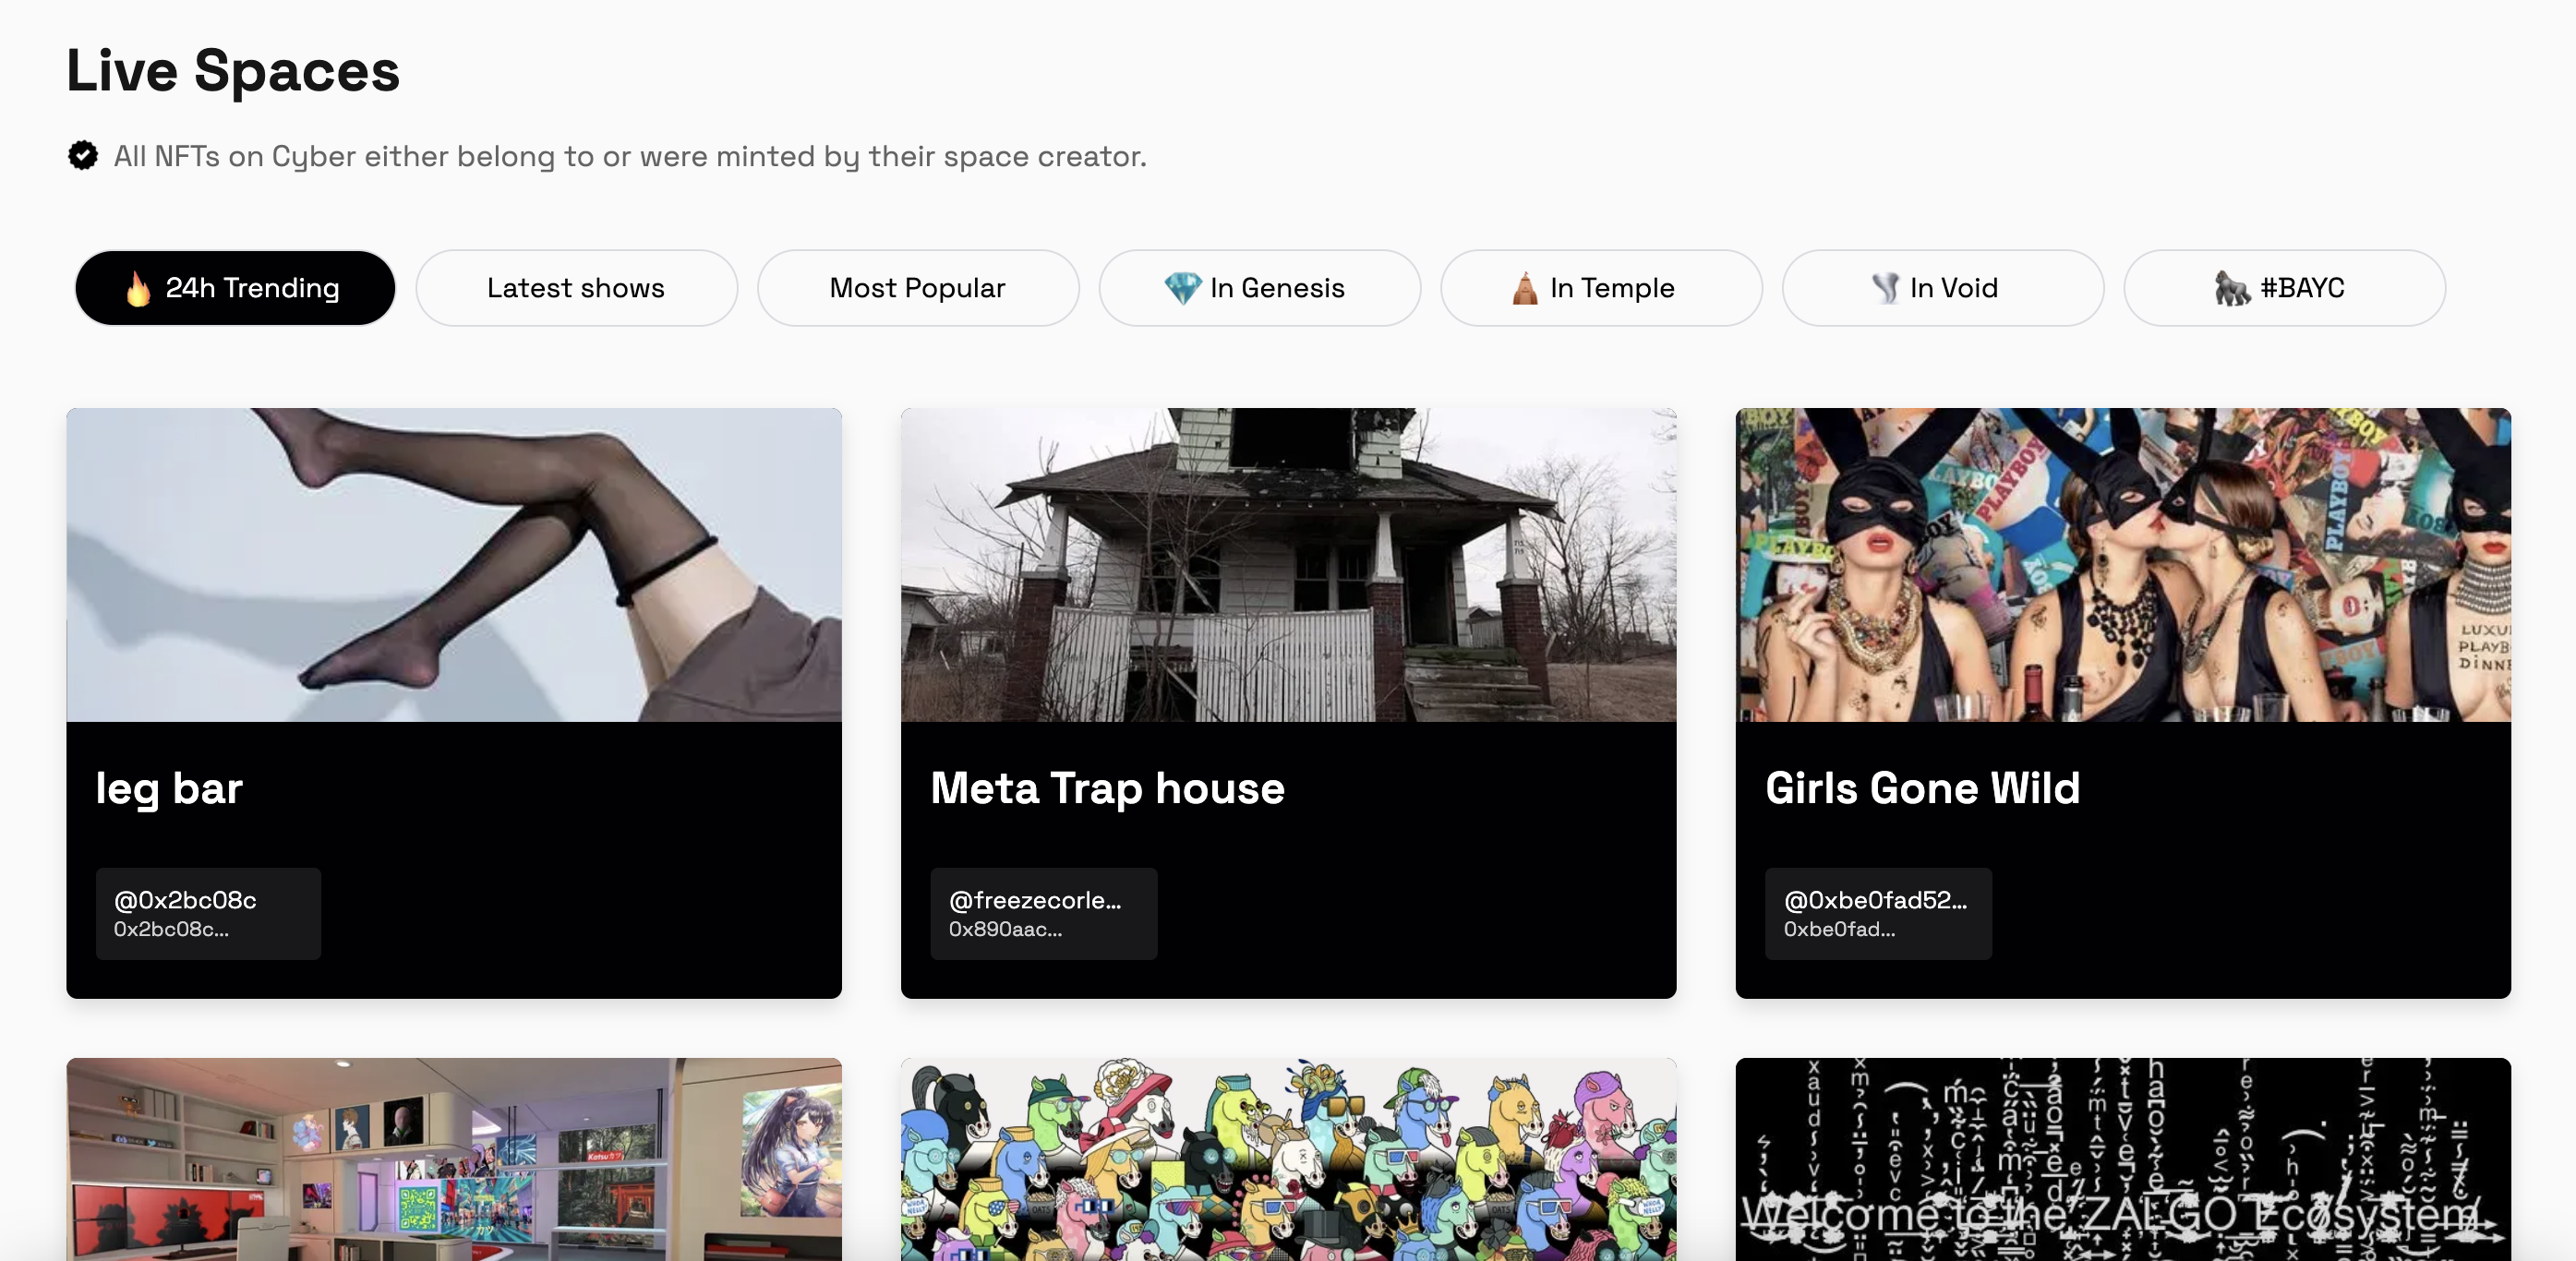 Live Spaces
All NFTs on Cyber either belong to or were minted by their space creator.
24h Trending
Latest shows
Most Popular
In Genesis
In Temple
In Void
#BAYC
PLAYBOY
PLAYBOY
leg bar
Meta Trap house
Girls Gone Wild
@0x2bc08c
0x2bc08c...
@freezecorle...
0x890aac...
@0xbe0fad52...
0xbe0fad...
Welcome to the ZALGO Ecosystem